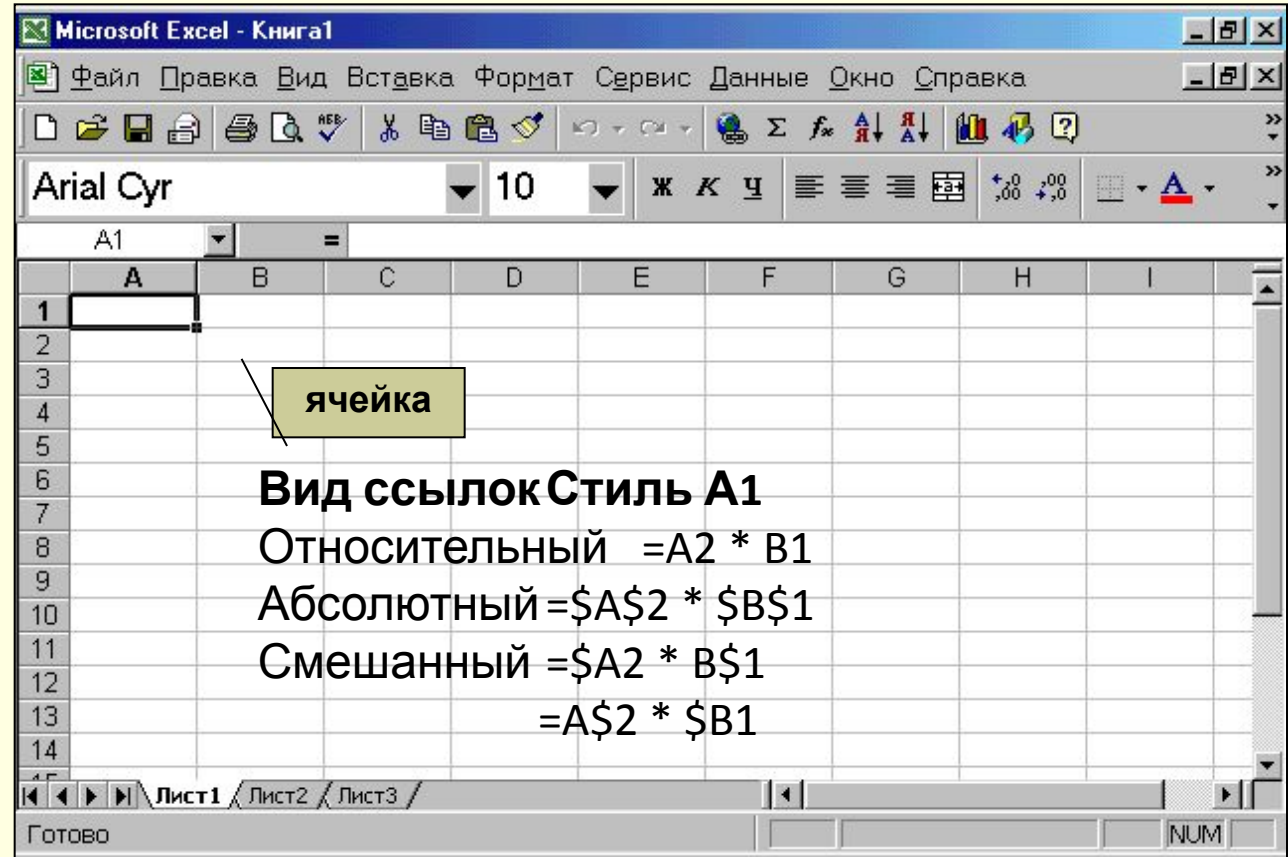 Microsoft Excel - Книга1
Файл Правка Вид Вставка Формат Сервис Данные Окно Справка
Arial Cyr 10 Ж К Ч
A1 =
A B C D E F G H I
1
2
3
4
5
6
7
8
9
10
11
12
13
14
ячейка
Вид ссылок Стиль А1
Относительный =A2 * B1
Абсолютный =$A$2 * $B$1
Смешанный =$A2 * B$1
=A$2 * $B1
Лист1 Лист2 Лист3
Готово NUM